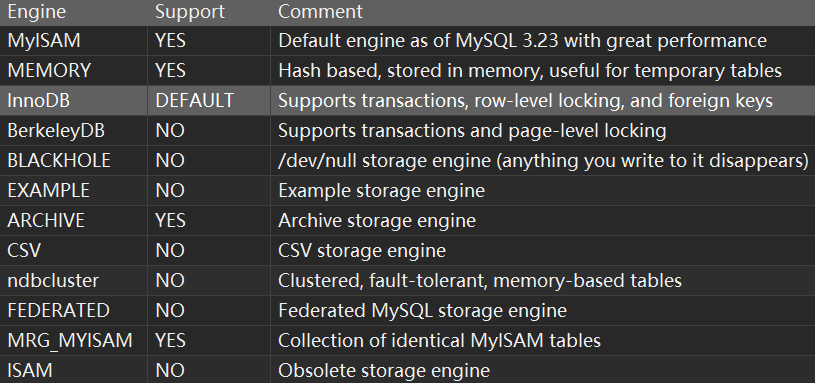 Engine Support Comment
MyISAM YES Default engine as of MySQL 3.23 with great performance
MEMORY YES Hash based, stored in memory, useful for temporary tables
InnoDB DEFAULT Supports transactions, row-level locking, and foreign keys
BerkeleyDB NO Supports transactions and page-level locking
BLACKHOLE NO /dev/null storage engine (anything you write to it disappears)
EXAMPLE NO Example storage engine
ARCHIVE YES Archive storage engine
CSV NO CSV storage engine
ndbcluster NO Clustered, fault-tolerant, memory-based tables
FEDERATED NO Federated MySQL storage engine
MRG_MYISAM YES Collection of identical MyISAM tables
ISAM NO Obsolete storage engine